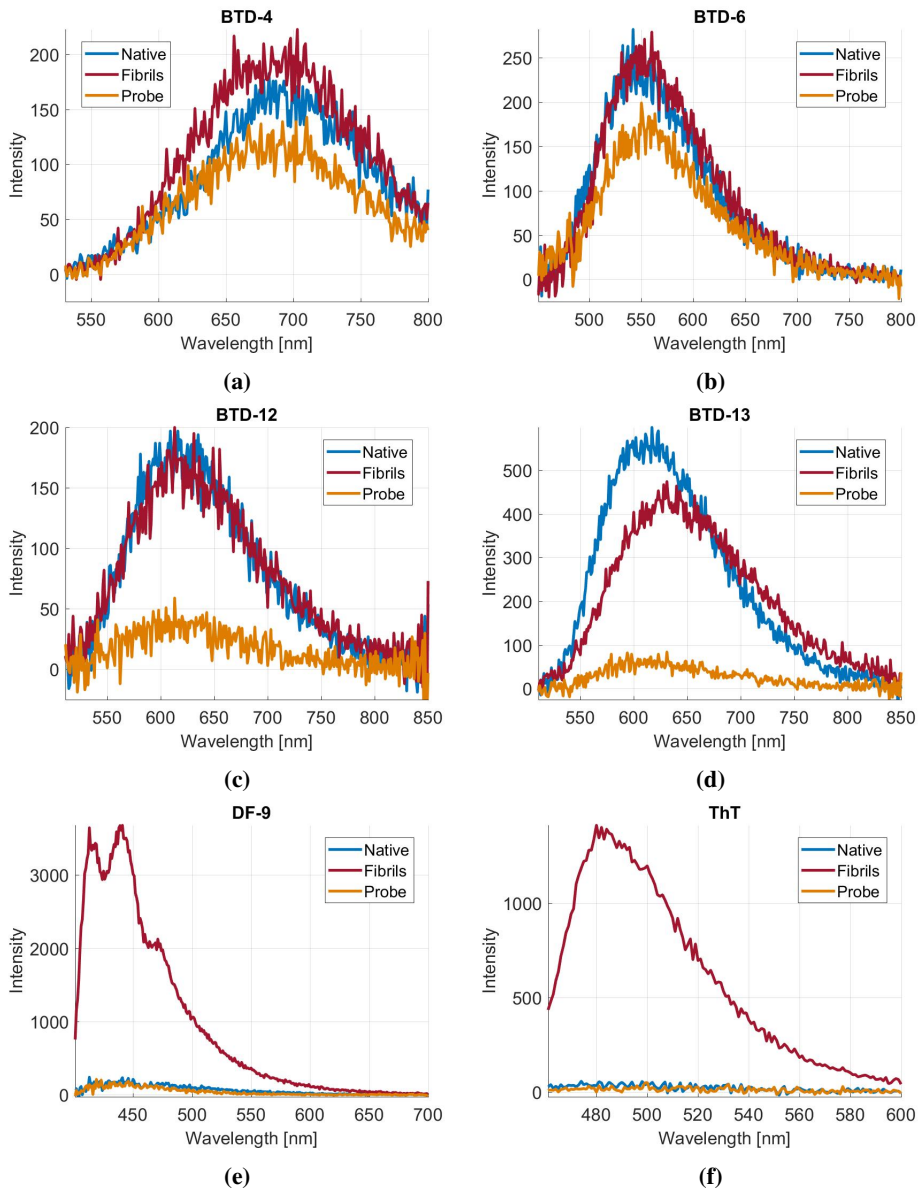 BTD-4
Native
Fibrils
Probe
200
150
100
50
0
Intensity
550 600 650 700 750 800
Wavelength [nm]
(a)
BTD-6
Native
Fibrils
Probe
250
200
150
100
50
0
Intensity
500 550 600 650 700 750 800
Wavelength [nm]
(b)
BTD-12
Native
Fibrils
Probe
200
150
100
50
0
Intensity
550 600 650 700 750 800 850
Wavelength [nm]
(c)
BTD-13
Native
Fibrils
Probe
500
400
300
200
100
0
Intensity
550 600 650 700 750 800 850
Wavelength [nm]
(d)
DF-9
Native
Fibrils
Probe
3000
2000
1000
0
Intensity
450 500 550 600 650 700
Wavelength [nm]
(e)
ThT
Native
Fibrils
Probe
1000
500
0
Intensity
480 500 520 540 560 580 600
Wavelength [nm]
(f)